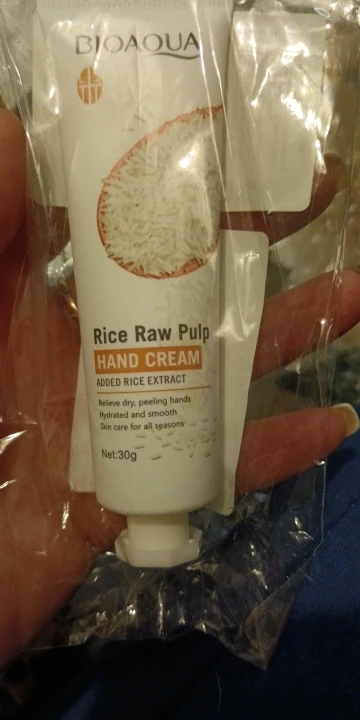 BIOAQUA
Rice Raw Pulp
HAND CREAM
ADDED RICE EXTRACT
Relieve dry, peeling hands
Hydrated and smooth
Skin care for all seasons
Net:30g